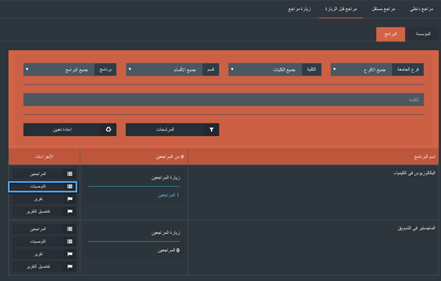 مراجع داخلي
مراجع مستقل
مراجع قبل الزيارة
زيارة مراجع
المؤسسة
البرامج
فرع الجامعة
جميع الأفرع
الكلية
جميع الكليات
قسم
جميع الأقسام
برنامج
جميع البرامج
الكلمة
المرشحات
إعادة تعيين
اسم البرنامج
# من المراجعين
الإجراءات
البكالوريوس في الكيمياء
زيارة المراجعين
1 المراجعين
المراجعين
التوصيات
تقرير
تفاصيل التقرير
الماجستير في التسويق
زيارة المراجعين
0 المراجعين
المراجعين
التوصيات
تقرير
تفاصيل التقرير